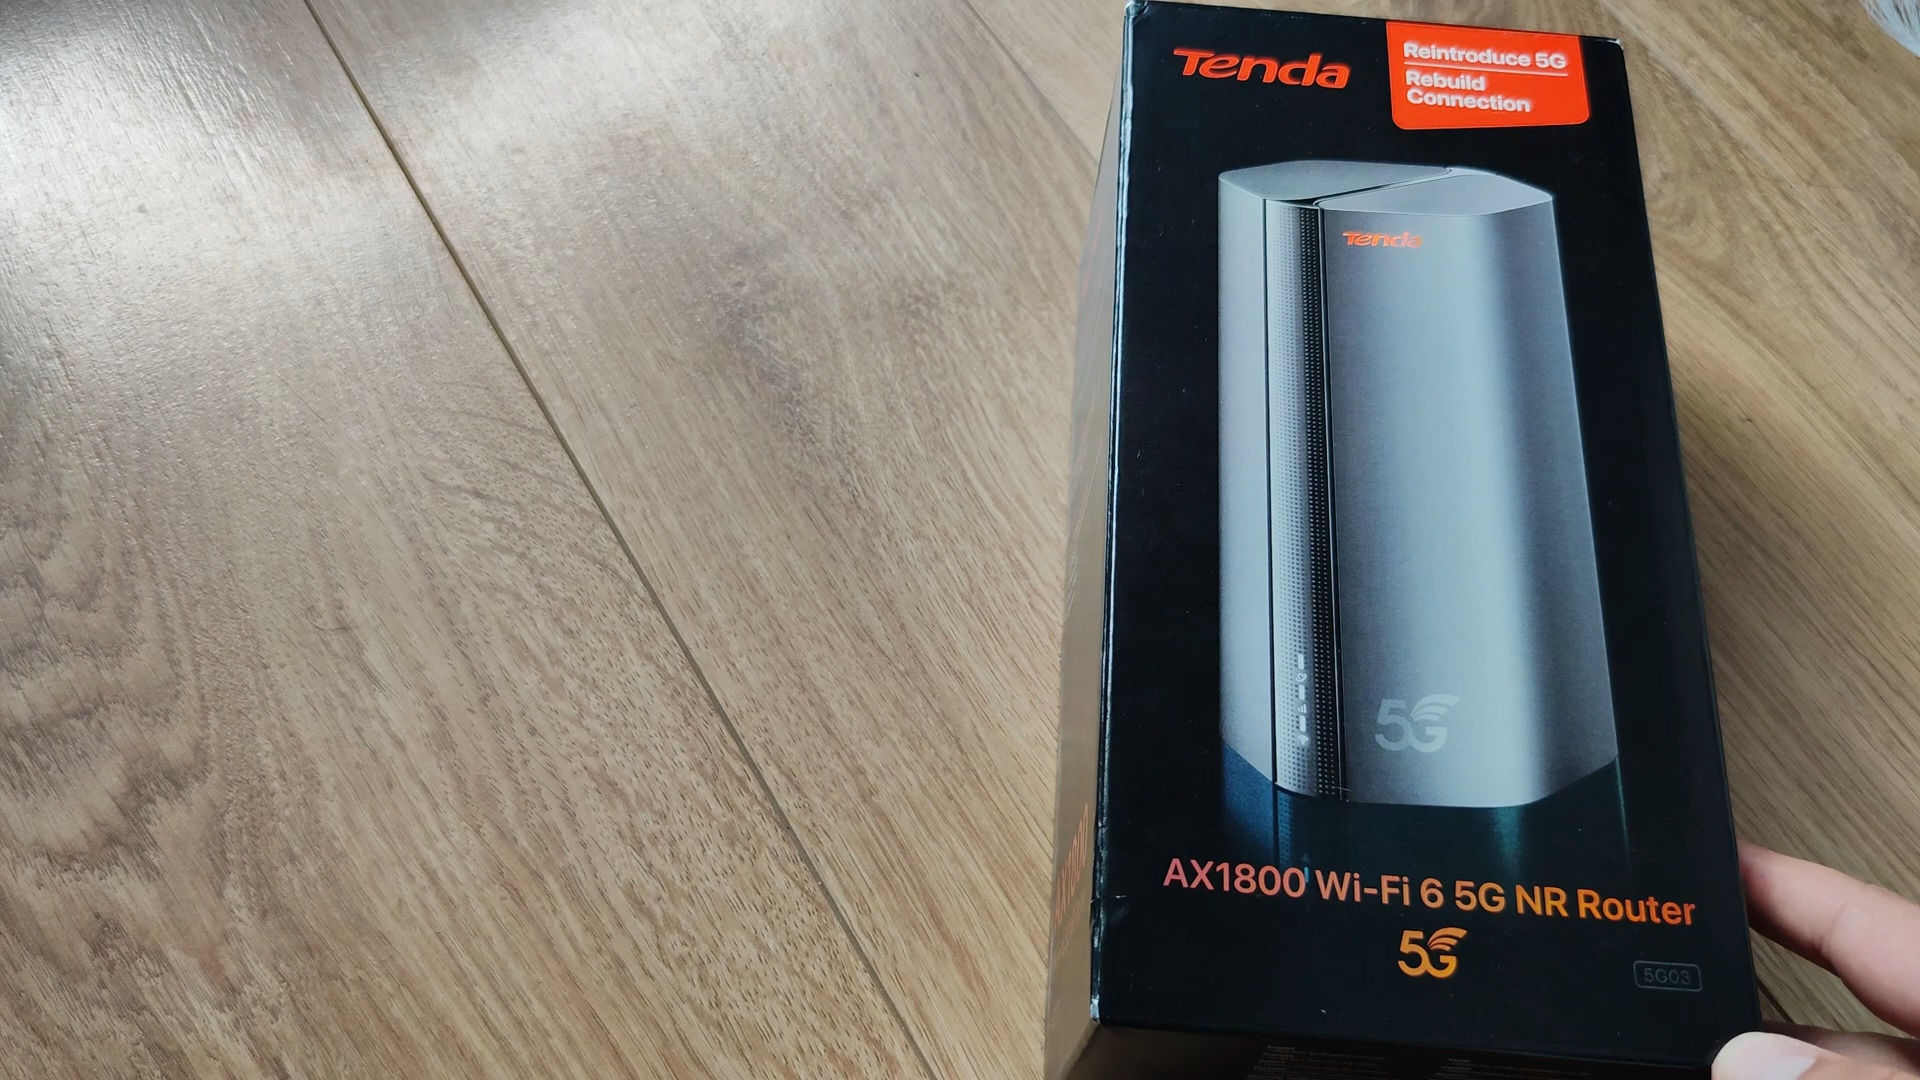 Tenda
Reintroduce 5G
Rebuild
Connection
Tenda
5G
AX1800 Wi-Fi 6 5G NR Router
5G
5G03